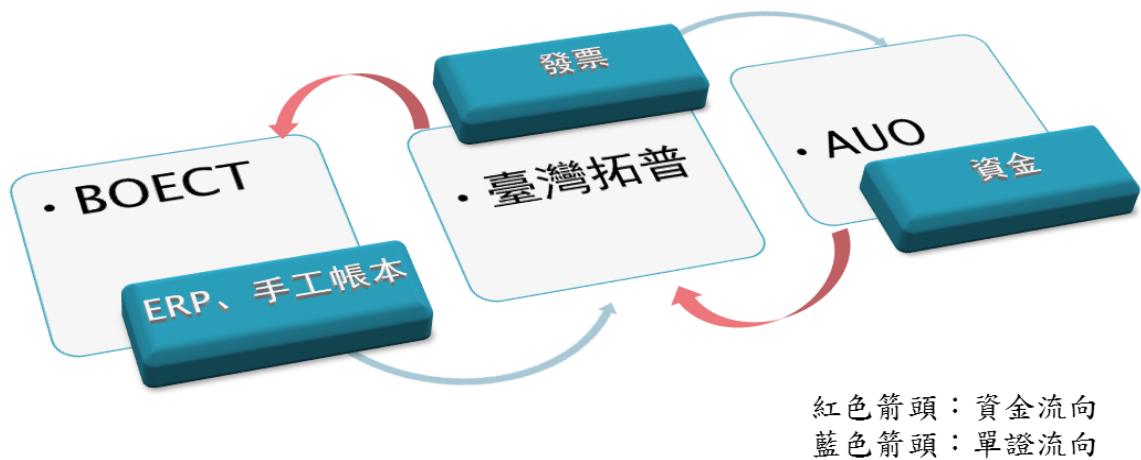 發票
• BOECT
• 臺灣拓普
• AUO
資金
ERP、手工帳本
紅色箭頭：資金流向
藍色箭頭：單證流向